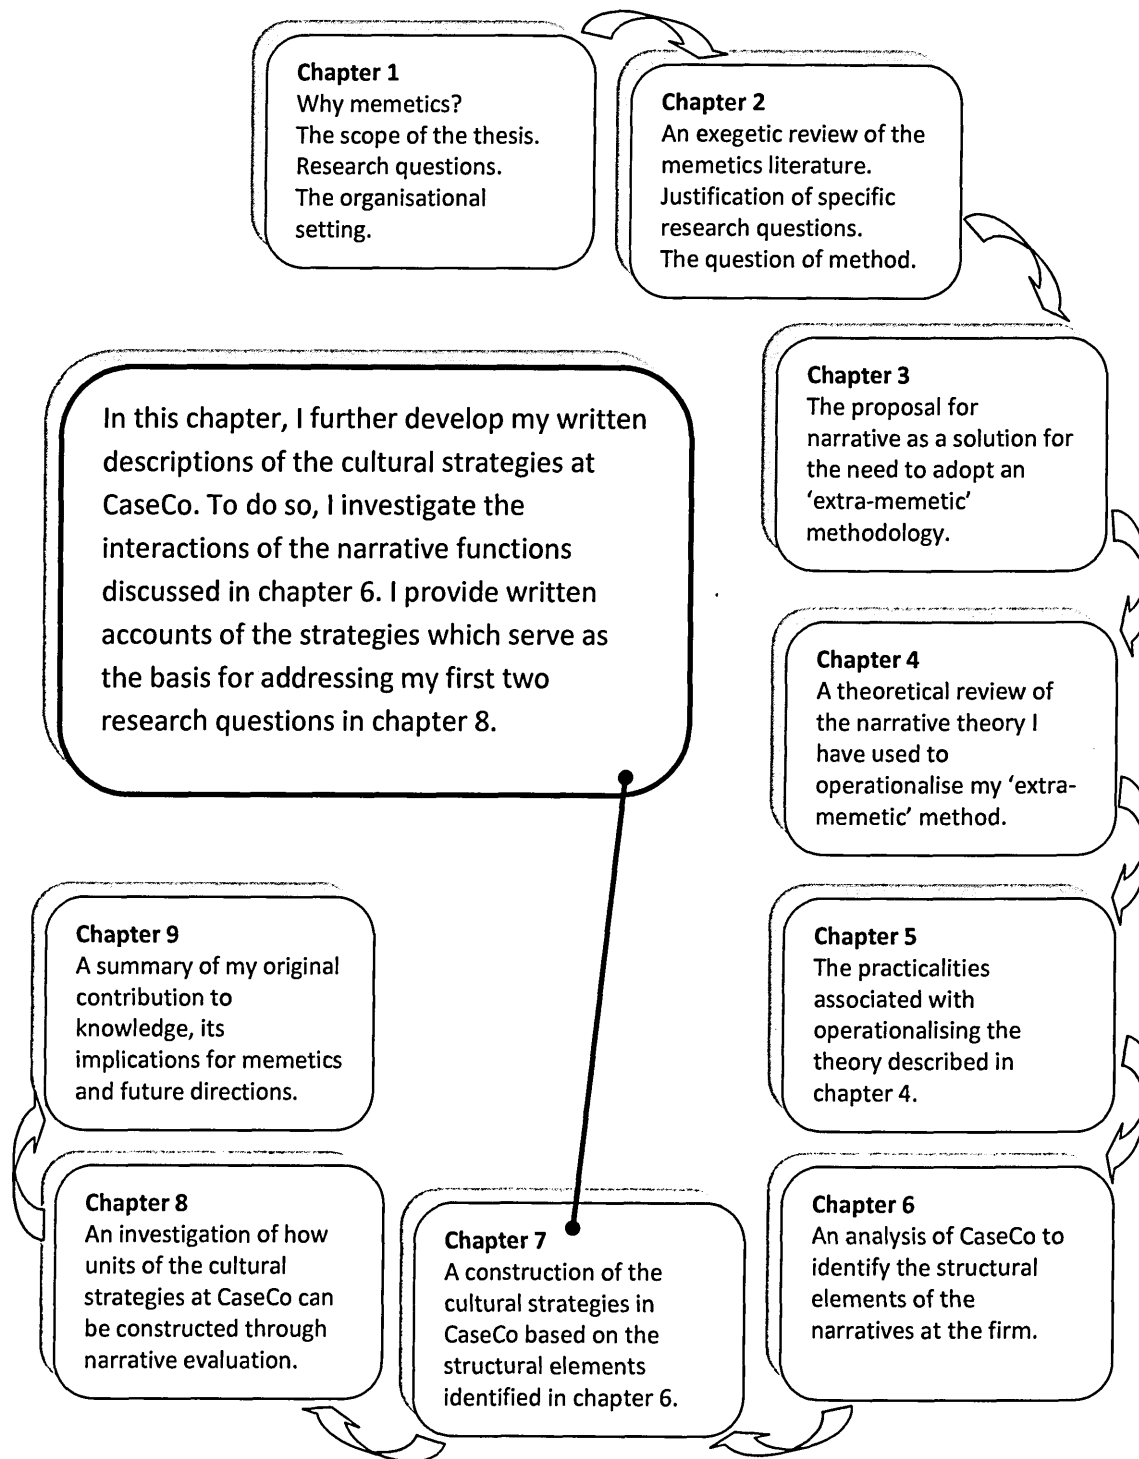 Chapter 1
Why memetics?
The scope of the thesis.
Research questions.
The organisational
setting.
Chapter 2
An exegetic review of the
memetics literature.
Justification of specific
research questions.
The question of method.
Chapter 3
The proposal for
narrative as a solution for
the need to adopt an
‘extra-memetic’
methodology.
In this chapter, I further develop my written
descriptions of the cultural strategies at
CaseCo. To do so, I investigate the
interactions of the narrative functions
discussed in chapter 6. I provide written
accounts of the strategies which serve as
the basis for addressing my first two
research questions in chapter 8.
Chapter 4
A theoretical review of
the narrative theory I
have used to
operationalise my ‘extra-
memetic’ method.
Chapter 5
The practicalities
associated with
operationalising the
theory described in
chapter 4.
Chapter 6
An analysis of CaseCo to
identify the structural
elements of the
narratives at the firm.
Chapter 7
A construction of the
cultural strategies in
CaseCo based on the
structural elements
identified in chapter 6.
Chapter 8
An investigation of how
units of the cultural
strategies at CaseCo can
be constructed through
narrative evaluation.
Chapter 9
A summary of my original
contribution to
knowledge, its
implications for memetics
and future directions.